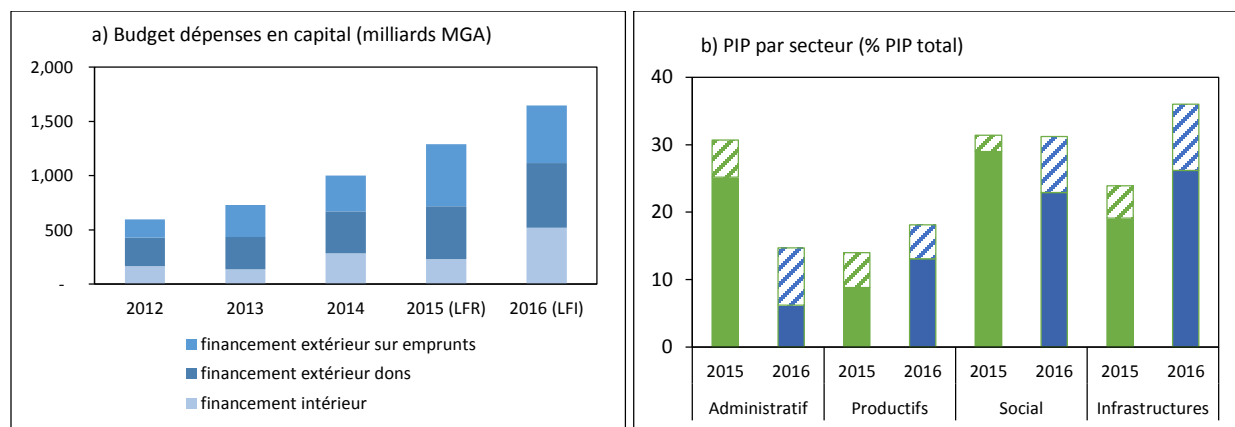 a) Budget dépenses en capital (milliards MGA)
2,000
1,500
1,000
500
-
2012 2013 2014 2015 (LFR) 2016 (LFI)
financement extérieur sur emprunts
financement extérieur dons
financement intérieur
b) PIP par secteur (% PIP total)
40
30
20
10
0
2015 2016 2015 2016 2015 2016 2015 2016
Administratif Productifs Social Infrastructures